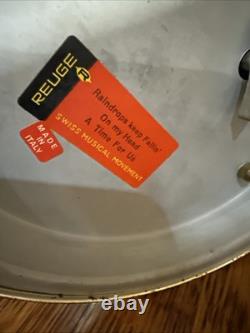 REUGE
Raindrops keep Fallin'
On my Head
A Time For Us
SWISS MUSICAL MOVEMENT
MADE
IN
ITALY